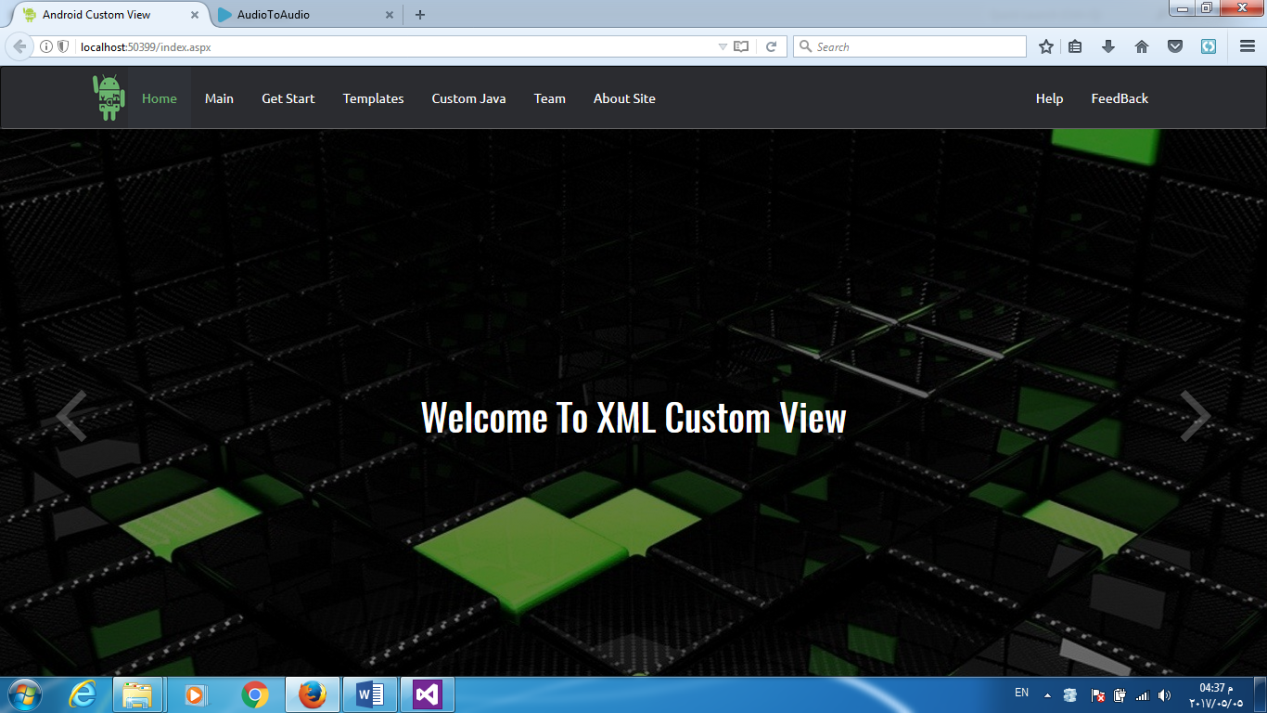 Android Custom View
AudioToAudio
localhost:50399/index.aspx
Search
Home Main Get Start Templates Custom Java Team About Site Help FeedBack
Welcome To XML Custom View
EN
04:37 م
٢٠١٧/٠٥/٠٥